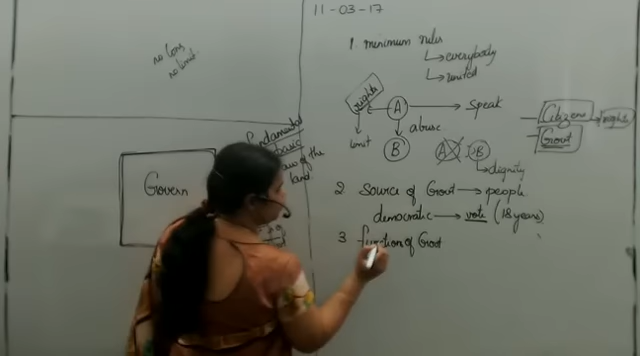 11-03-17
no laws
no limit.
1. minimum rules
everybody
limited
rights
A
Speak
limit
abuse
B
A
B
dignity
Citizens
rights
Govt
Fundamental
basic
law of the
land.
Govern
2 Source of Govt → people
democratic → vote (18 years)
3 function of Govt